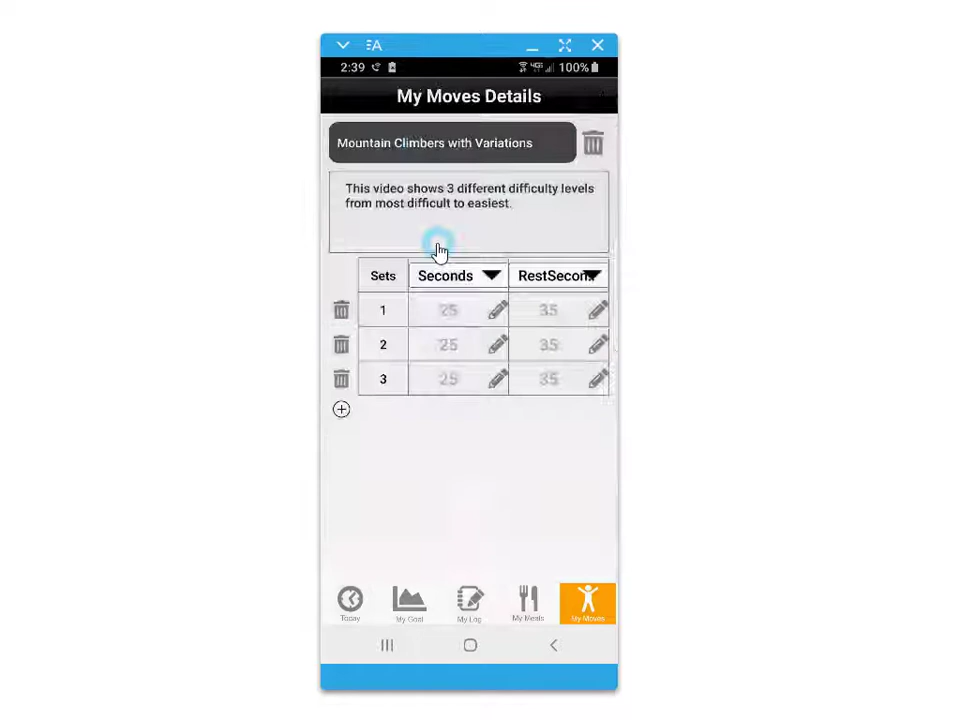 2:39 4GE 100%
My Moves Details
Mountain Climbers with Variations
This video shows 3 different difficulty levels
from most difficult to easiest.
Sets Seconds RestSecon
1 25 35
2 25 35
3 25 35
Today My Goal My Log My Meals My Moves